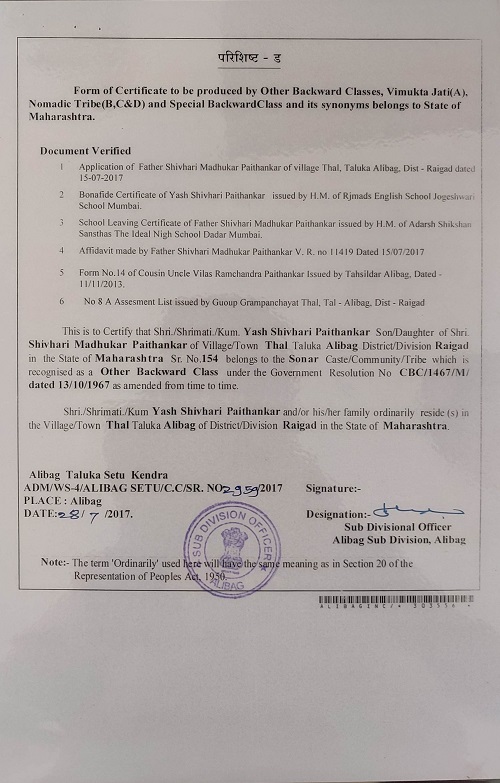 परिशिष्ट - ड
Form of Certificate to be produced by Other Backward Classes, Vimukta Jati(A),
Nomadic Tribe(B,C&D) and Special BackwardClass and its synonyms belongs to State of
Maharashtra.
Document Verified
1 Application of Father Shivhari Madhukar Paithankar of village Thal, Taluka Alibag, Dist - Raigad dated
15-07-2017
2 Bonafide Certificate of Yash Shivhari Paithankar issued by H.M. of Rjmads English School Jogeshwari
School Mumbai.
3 School Leaving Certificate of Father Shivhari Madhukar Paithankar issued by H.M. of Adarsh Shikshan
Sansthas The Ideal Nigh School Dadar Mumbai.
4 Affidavit made by Father Shivhari Madhukar Paithankar V. R. no 11419 Dated 15/07/2017
5 Form No.14 of Cousin Uncle Vilas Ramchandra Paithankar Issued by Tahsildar Alibag, Dated -
11/11/2013.
6 No 8 A Assesment List issued by Guoup Grampanchayat Thal, Tal - Alibag, Dist - Raigad
This is to Certify that Shri./Shrimati./Kum. Yash Shivhari Paithankar Son/Daughter of Shri.
Shivhari Madhukar Paithankar of Village/Town Thal Taluka Alibag District/Division Raigad
in the State of Maharashtra Sr. No.154 belongs to the Sonar Caste/Community/Tribe which is
recognised as a Other Backward Class under the Government Resolution No CBC/1467/M/
dated 13/10/1967 as amended from time to time.
Shri./Shrimati./Kum Yash Shivhari Paithankar and/or his/her family ordinarily reside (s) in
the Village/Town Thal Taluka Alibag of District/Division Raigad in the State of Maharashtra.
Alibag Taluka Setu Kendra
ADM/WS-4/ALIBAG SETU/C.C/SR. NO2959/2017 Signature:-
PLACE : Alibag
DATE:28/7/2017. Designation:-
Sub Divisional Officer
Alibag Sub Division, Alibag
SUB DIVISION OFFICER
ALIBAG
Note:- The term 'Ordinarily' used here will have the same meaning as in Section 20 of the
Representation of Peoples Act, 1950.